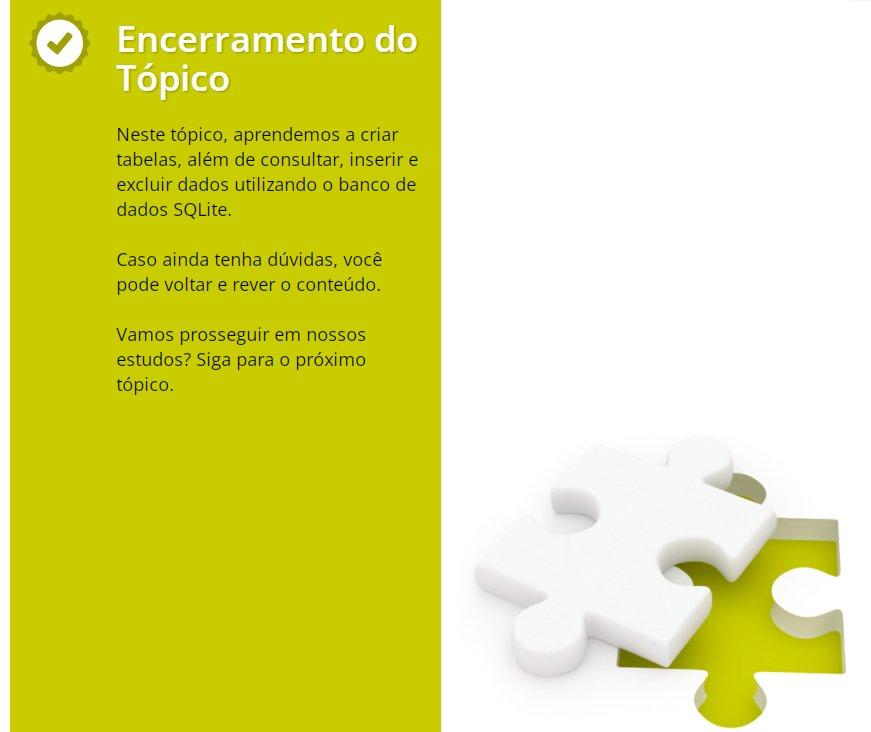 Encerramento do
Tópico
Neste tópico, aprendemos a criar
tabelas, além de consultar, inserir e
excluir dados utilizando o banco de
dados SQLite.
Caso ainda tenha dúvidas, você
pode voltar e rever o conteúdo.
Vamos prosseguir em nossos
estudos? Siga para o próximo
tópico.